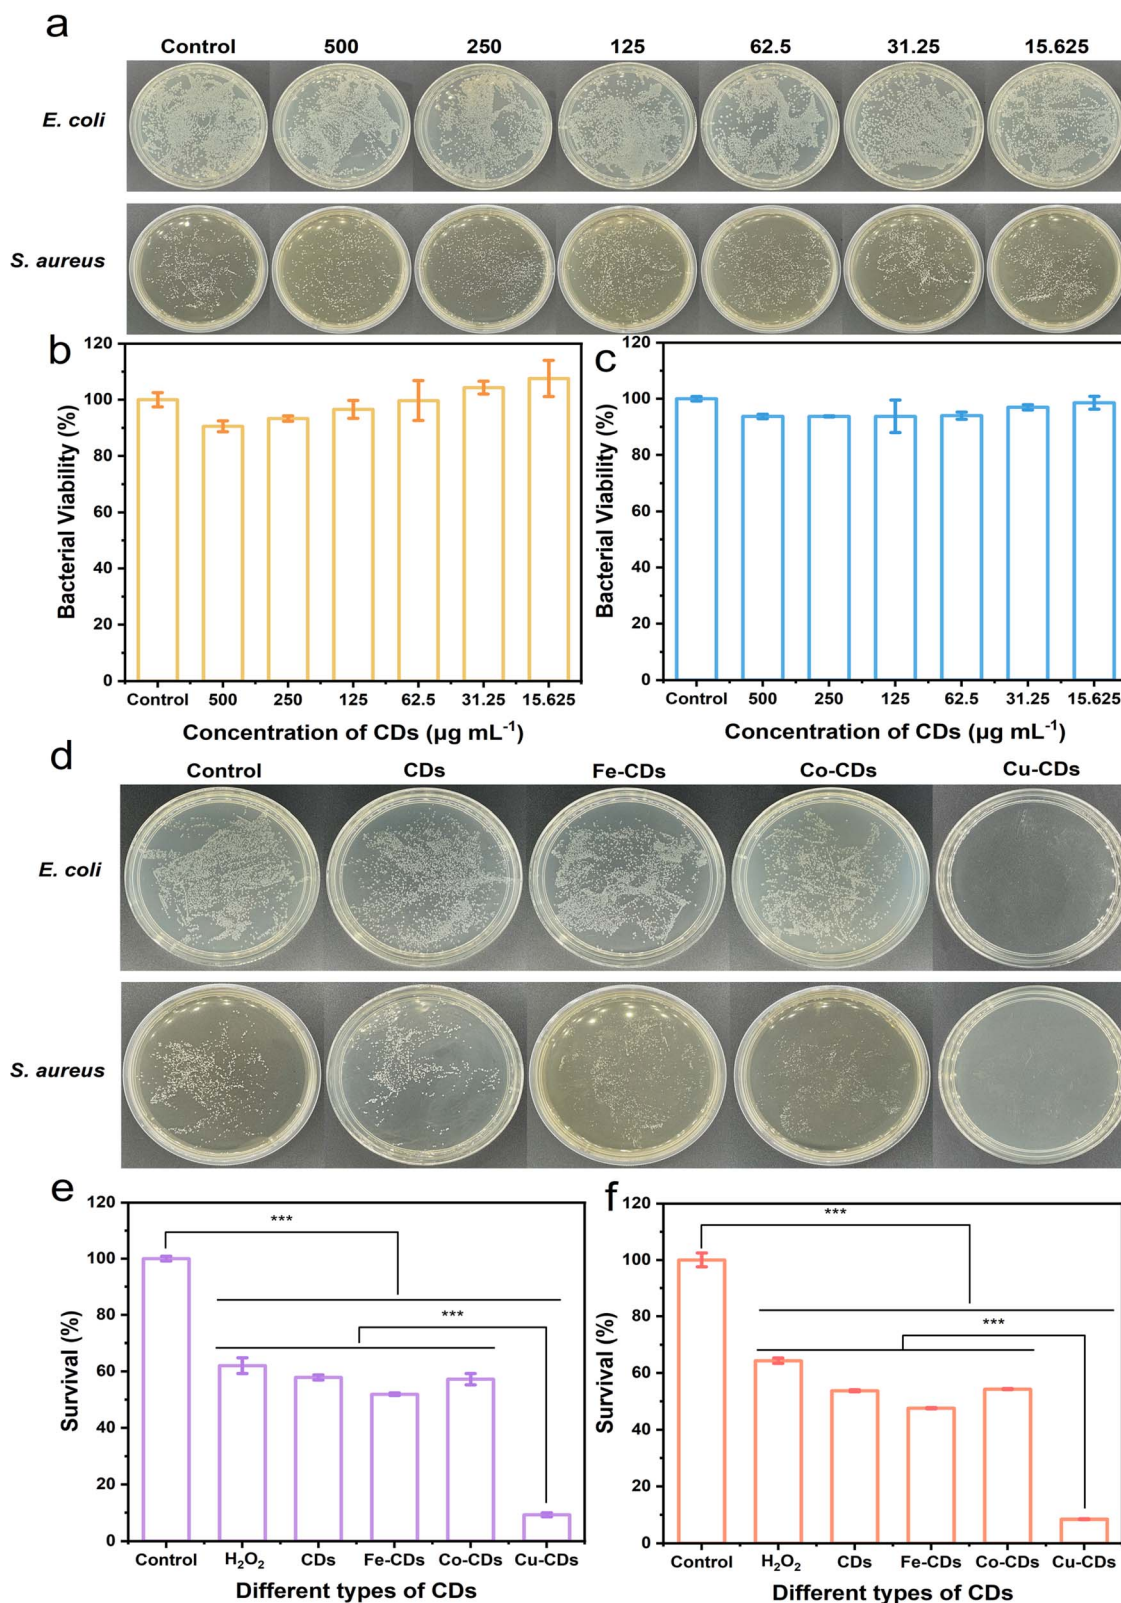 a
Control 500 250 125 62.5 31.25 15.625
E. coli
S. aureus
b
120
100
80
60
40
20
0
Bacterial Viability (%)
Control 500 250 125 62.5 31.25 15.625
Concentration of CDs (µg mL⁻¹)
c
120
100
80
60
40
20
0
Bacterial Viability (%)
Control 500 250 125 62.5 31.25 15.625
Concentration of CDs (µg mL⁻¹)
d
Control CDs Fe-CDs Co-CDs Cu-CDs
E. coli
S. aureus
e
120
100
80
60
40
20
0
Survival (%)
***
***
Control H₂O₂ CDs Fe-CDs Co-CDs Cu-CDs
Different types of CDs
f
120
100
80
60
40
20
0
Survival (%)
***
***
Control H₂O₂ CDs Fe-CDs Co-CDs Cu-CDs
Different types of CDs